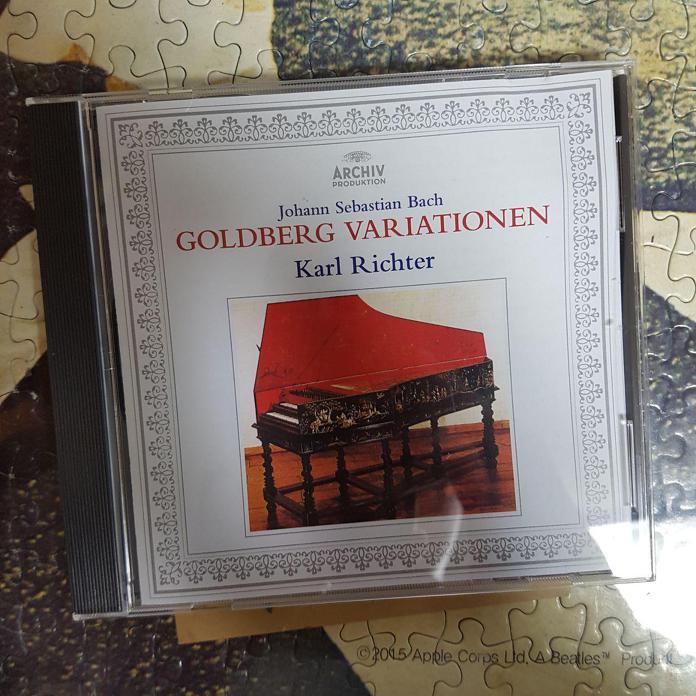 ARCHIV
PRODUKTION
Johann Sebastian Bach
GOLDBERG VARIATIONEN
Karl Richter
©2015 Apple Corps Ltd. A Beatles™ Product